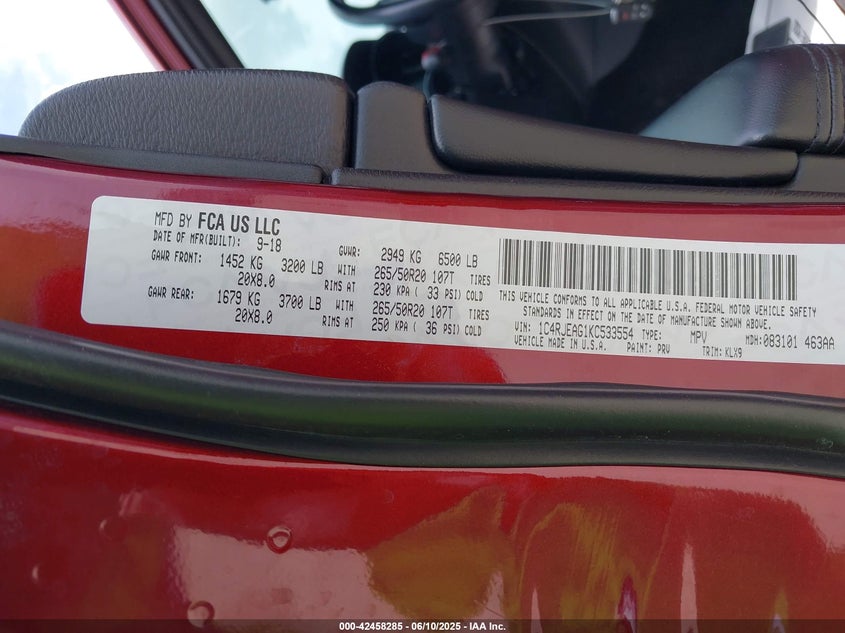 MFD BY FCA US LLC
DATE OF MFR(BUILT): 9-18 GVWR: 2949 KG 6500 LB
GAWR FRONT: 1452 KG 3200 LB WITH 265/50R20 107T TIRES
20X8.0 RIMS AT 230 KPA ( 33 PSI) COLD
GAWR REAR: 1679 KG 3700 LB WITH 265/50R20 107T TIRES
20X8.0 RIMS AT 250 KPA ( 36 PSI) COLD
THIS VEHICLE CONFORMS TO ALL APPLICABLE U.S.A. FEDERAL MOTOR VEHICLE SAFETY
STANDARDS IN EFFECT ON THE DATE OF MANUFACTURE SHOWN ABOVE.
VIN: 1C4RJEAG1KC533554 TYPE: MPV MDH: 083101 463AA
VEHICLE MADE IN U.S.A. PAINT: PRV TRIM: KLX9
000-42458285 - 06/10/2025 - IAA Inc.